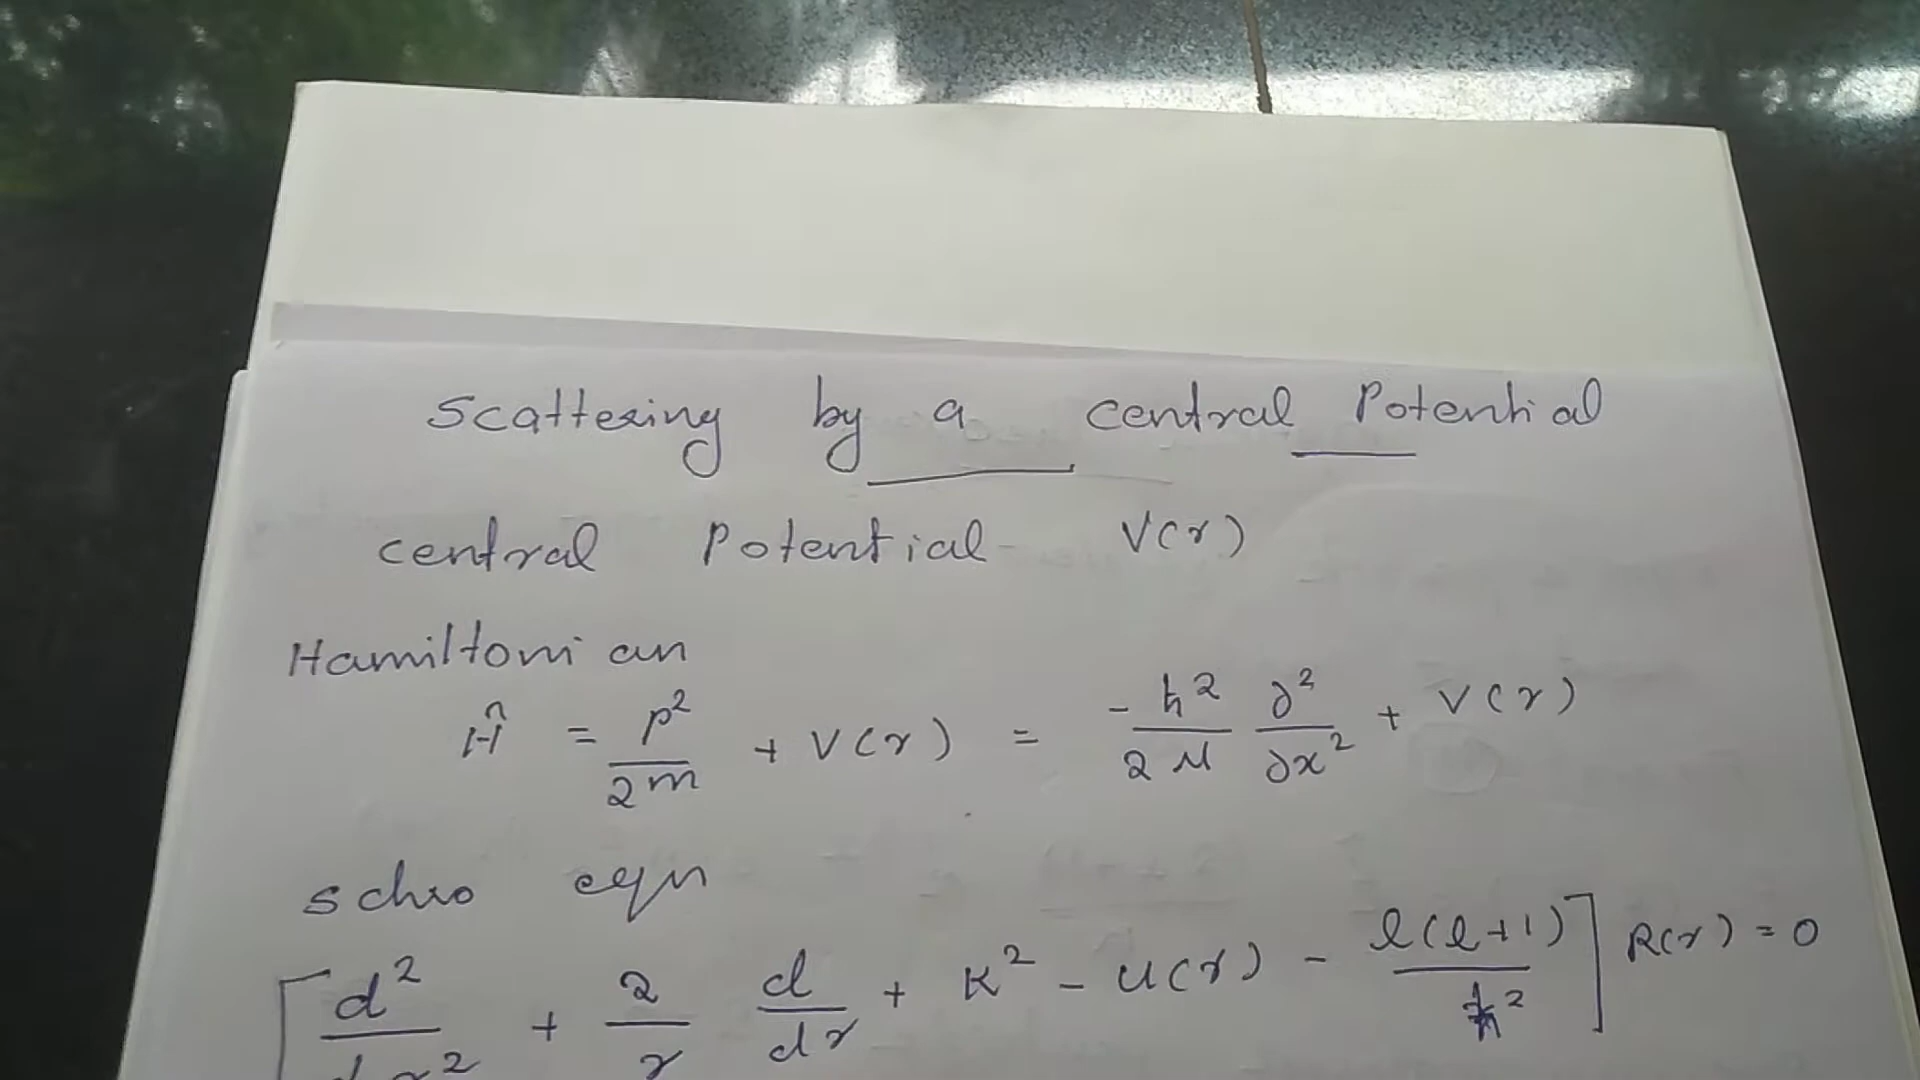 Scattering by a central Potential
central Potential V(r)
Hamiltonian
Ĥ = p²/2m + V(r) = -ħ²/2μ ∂²/∂x² + V(r)
schro eqn
[d²/dr² + 2/r d/dr + K² - U(r) - l(l+1)/ħ²] R(r) = 0